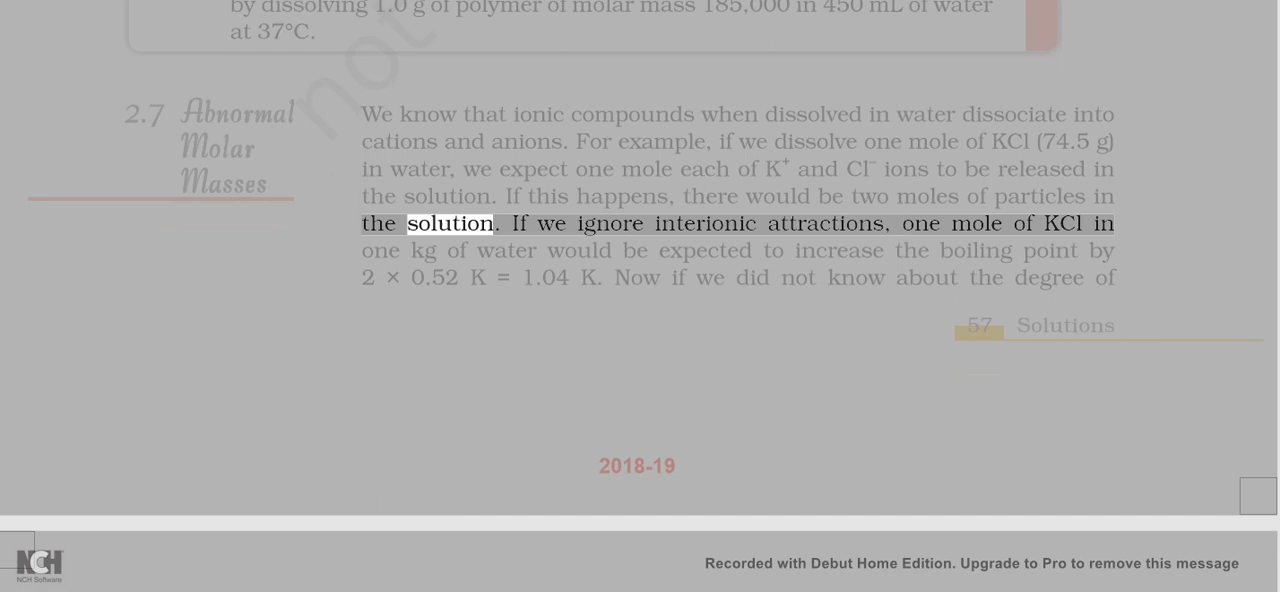 by dissolving 1.0 g of polymer of molar mass 185,000 in 450 mL of water
at 37°C.
2.7 Abnormal
Molar
Masses
We know that ionic compounds when dissolved in water dissociate into
cations and anions. For example, if we dissolve one mole of KCl (74.5 g)
in water, we expect one mole each of K⁺ and Cl⁻ ions to be released in
the solution. If this happens, there would be two moles of particles in
the solution. If we ignore interionic attractions, one mole of KCl in
one kg of water would be expected to increase the boiling point by
2 × 0.52 K = 1.04 K. Now if we did not know about the degree of
57 Solutions
2018-19
not
NCH
NCH Software
Recorded with Debut Home Edition. Upgrade to Pro to remove this message